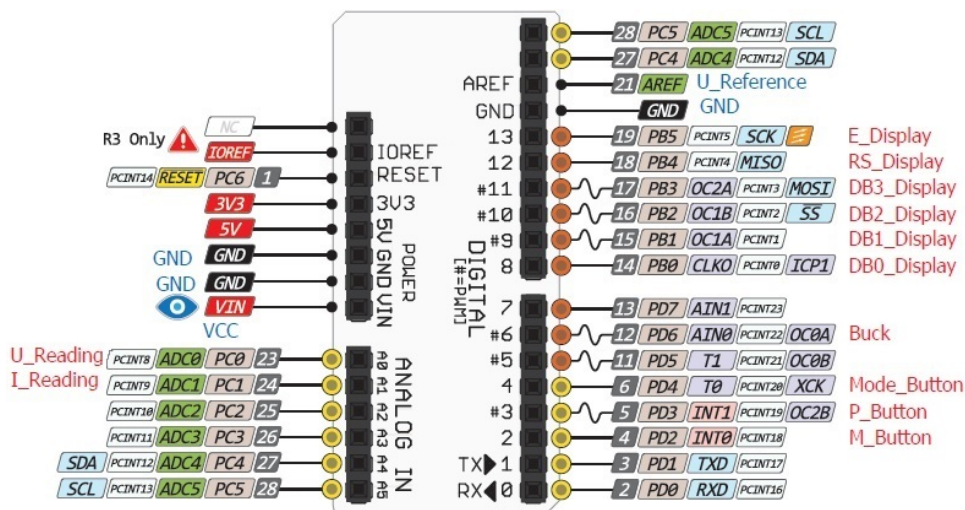 28 PC5 ADC5 PCINT13 SCL
27 PC4 ADC4 PCINT12 SDA
AREF 21 AREF U_Reference
GND GND GND
R3 Only NC
IOREF IOREF
PCINT14 RESET PC6 1 RESET
3V3 3V3
5V 5V
GND GND GND
GND GND
VIN VIN
VCC
POWER
13 19 PB5 PCINT5 SCK E_Display
12 18 PB4 PCINT4 MISO RS_Display
#11 17 PB3 OC2A PCINT3 MOSI DB3_Display
#10 16 PB2 OC1B PCINT2 SS DB2_Display
#9 15 PB1 OC1A PCINT1 DB1_Display
8 14 PB0 CLKO PCINT0 ICP1 DB0_Display
DIGITAL
[#=PWM]
7 13 PD7 AIN1 PCINT23
#6 12 PD6 AIN0 PCINT22 OC0A Buck
#5 11 PD5 T1 PCINT21 OC0B
4 6 PD4 T0 PCINT20 XCK Mode_Button
#3 5 PD3 INT1 PCINT19 OC2B P_Button
2 4 PD2 INT0 PCINT18 M_Button
TX 1 3 PD1 TXD PCINT17
RX 0 2 PD0 RXD PCINT16
U_Reading PCINT8 ADC0 PC0 23 A0
I_Reading PCINT9 ADC1 PC1 24 A1
PCINT10 ADC2 PC2 25 A2
PCINT11 ADC3 PC3 26 A3
SDA PCINT12 ADC4 PC4 27 A4
SCL PCINT13 ADC5 PC5 28 A5
ANALOG IN